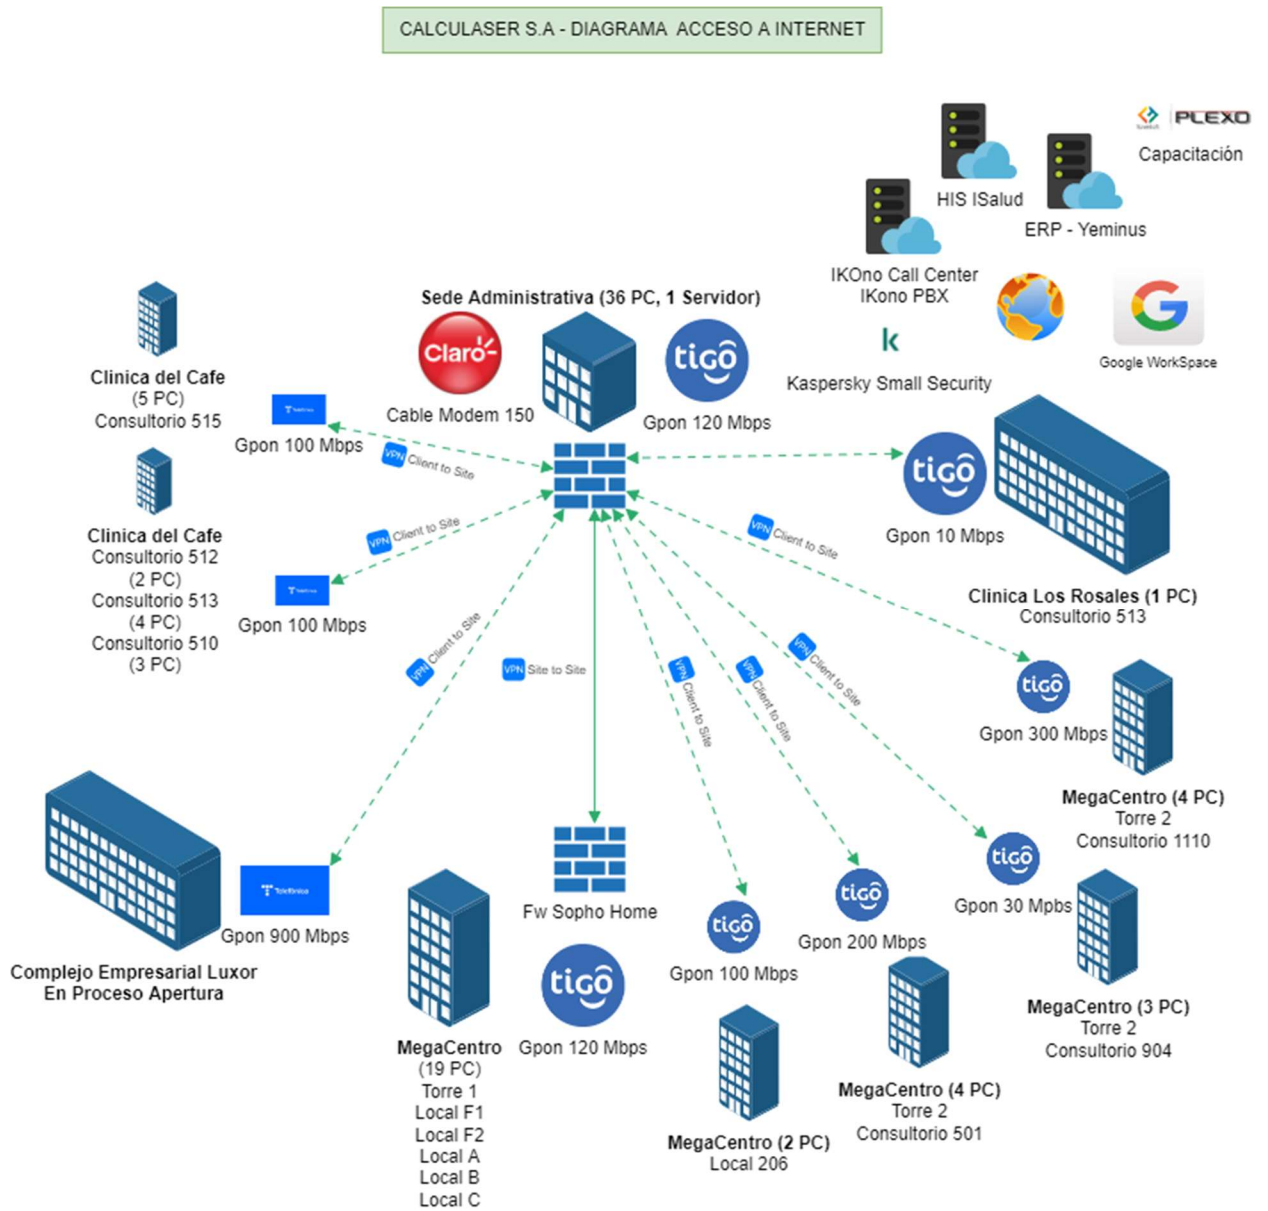 CALCULASER S.A - DIAGRAMA ACCESO A INTERNET
PLEXO
Capacitación
HIS ISalud
ERP - Yeminus
IKOno Call Center
IKono PBX
Google WorkSpace
k
Kaspersky Small Security
Sede Administrativa (36 PC, 1 Servidor)
Claro
Cable Modem 150
tigo
Gpon 120 Mbps
Clinica del Cafe
(5 PC)
Consultorio 515
Telefónica
Gpon 100 Mbps
VPN Client to Site
Clinica del Cafe
Consultorio 512
(2 PC)
Consultorio 513
(4 PC)
Consultorio 510
(3 PC)
Telefónica
Gpon 100 Mbps
VPN Client to Site
tigo
Gpon 10 Mbps
Clinica Los Rosales (1 PC)
Consultorio 513
VPN Client to Site
tigo
Gpon 300 Mbps
MegaCentro (4 PC)
Torre 2
Consultorio 1110
VPN Client to Site
tigo
Gpon 30 Mpbs
MegaCentro (3 PC)
Torre 2
Consultorio 904
VPN Client to Site
tigo
Gpon 200 Mbps
MegaCentro (4 PC)
Torre 2
Consultorio 501
VPN Client to Site
tigo
Gpon 100 Mbps
MegaCentro (2 PC)
Local 206
VPN Site to Site
Fw Sopho Home
tigo
Gpon 120 Mbps
MegaCentro
(19 PC)
Torre 1
Local F1
Local F2
Local A
Local B
Local C
VPN Client to Site
Telefónica
Gpon 900 Mbps
Complejo Empresarial Luxor
En Proceso Apertura